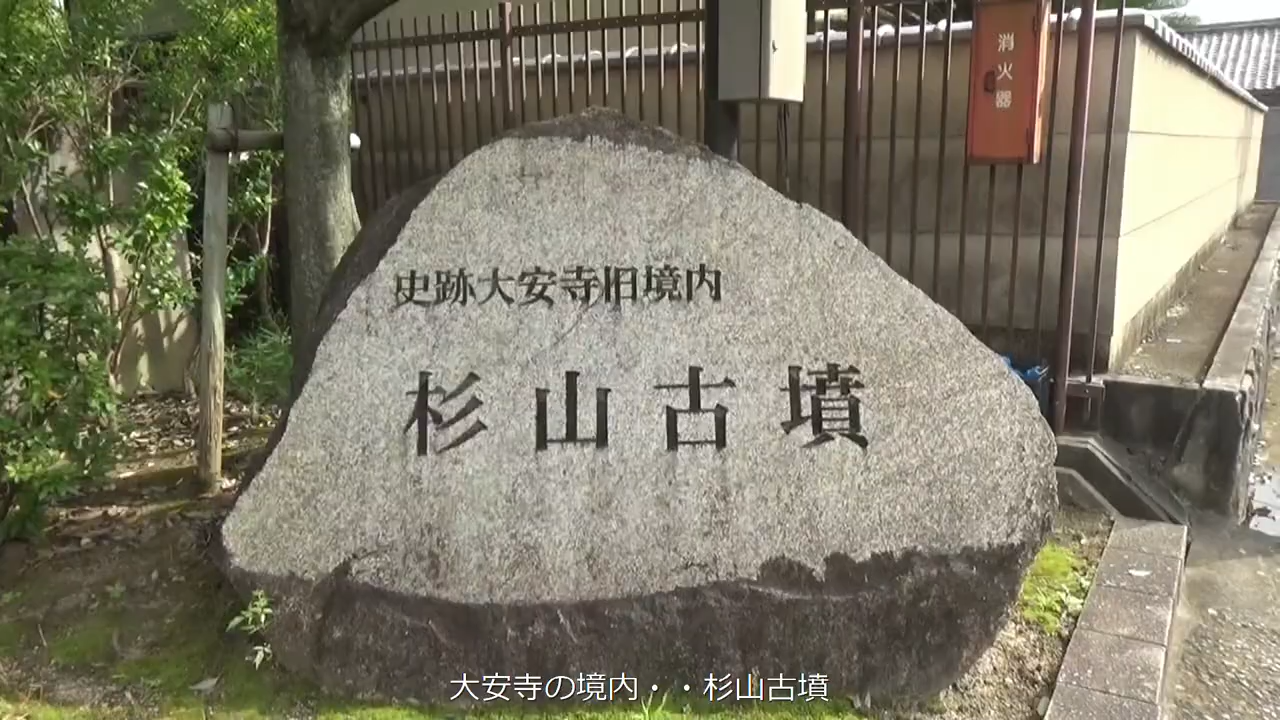 消火器
史跡大安寺旧境内
杉山古墳
大安寺の境内・・杉山古墳